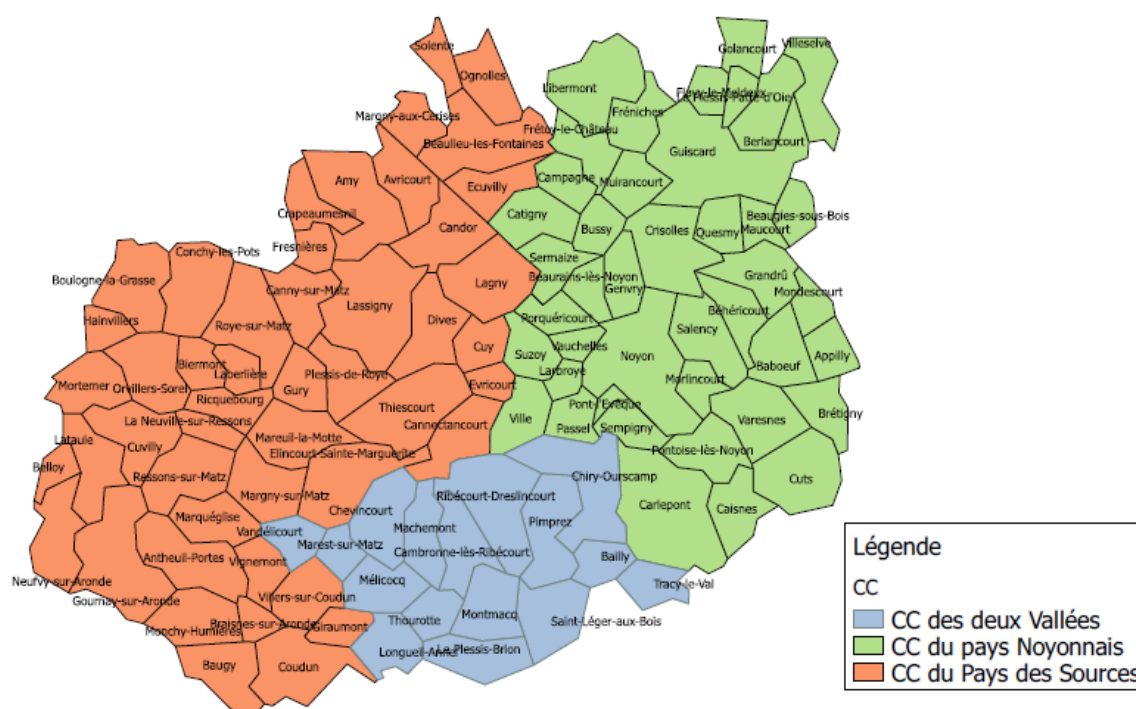 Solente
Ognolles
Golancourt
Villeselve
Libermont
Flavy-le-Meldeux
Le Plessis-Patte-d'Oie
Margny-aux-Cerises
Fréniches
Frétoy-le-Château
Beaulieu-les-Fontaines
Berlancourt
Guiscard
Amy
Avricourt
Ecuvilly
Campagne
Muirancourt
Crapeaumesnil
Catigny
Beaugies-sous-Bois
Candor
Bussy
Crisolles
Quesmy
Maucourt
Fresnières
Conchy-les-Pots
Sermaize
Boulogne-la-Grasse
Beaurains-lès-Noyon
Grandrû
Lagny
Canny-sur-Matz
Genvry
Mondescourt
Lassigny
Béhéricourt
Hainvillers
Dives
Porquéricourt
Roye-sur-Matz
Salency
Cuy
Suzoy
Vauchelles
Noyon
Appilly
Biermont
Laberlière
Plessis-de-Roye
Larbroye
Baboeuf
Mortemer
Orvillers-Sorel
Gury
Evricourt
Morlincourt
Ricquebourg
Thiescourt
Pont-l'Evêque
Brétigny
La Neuville-sur-Ressons
Cannectancourt
Ville
Varesnes
Passel
Sempigny
Lataule
Cuvilly
Mareuil-la-Motte
Elincourt-Sainte-Marguerite
Pontoise-lès-Noyon
Belloy
Ressons-sur-Matz
Chiry-Ourscamp
Cuts
Margny-sur-Matz
Ribécourt-Dreslincourt
Carlepont
Caisnes
Chevincourt
Marquéglise
Pimprez
Vandélicourt
Machemont
Marest-sur-Matz
Antheuil-Portes
Cambronne-lès-Ribécourt
Bailly
Vignemont
Neufvy-sur-Aronde
Mélicocq
Tracy-le-Val
Villers-sur-Coudun
Gournay-sur-Aronde
Montmacq
Thourotte
Saint-Léger-aux-Bois
Braisnes-sur-Aronde
Giraumont
Monchy-Humières
Le Plessis-Brion
Longueil-Annel
Baugy
Coudun
Légende
CC
CC des deux Vallées
CC du pays Noyonnais
CC du Pays des Sources